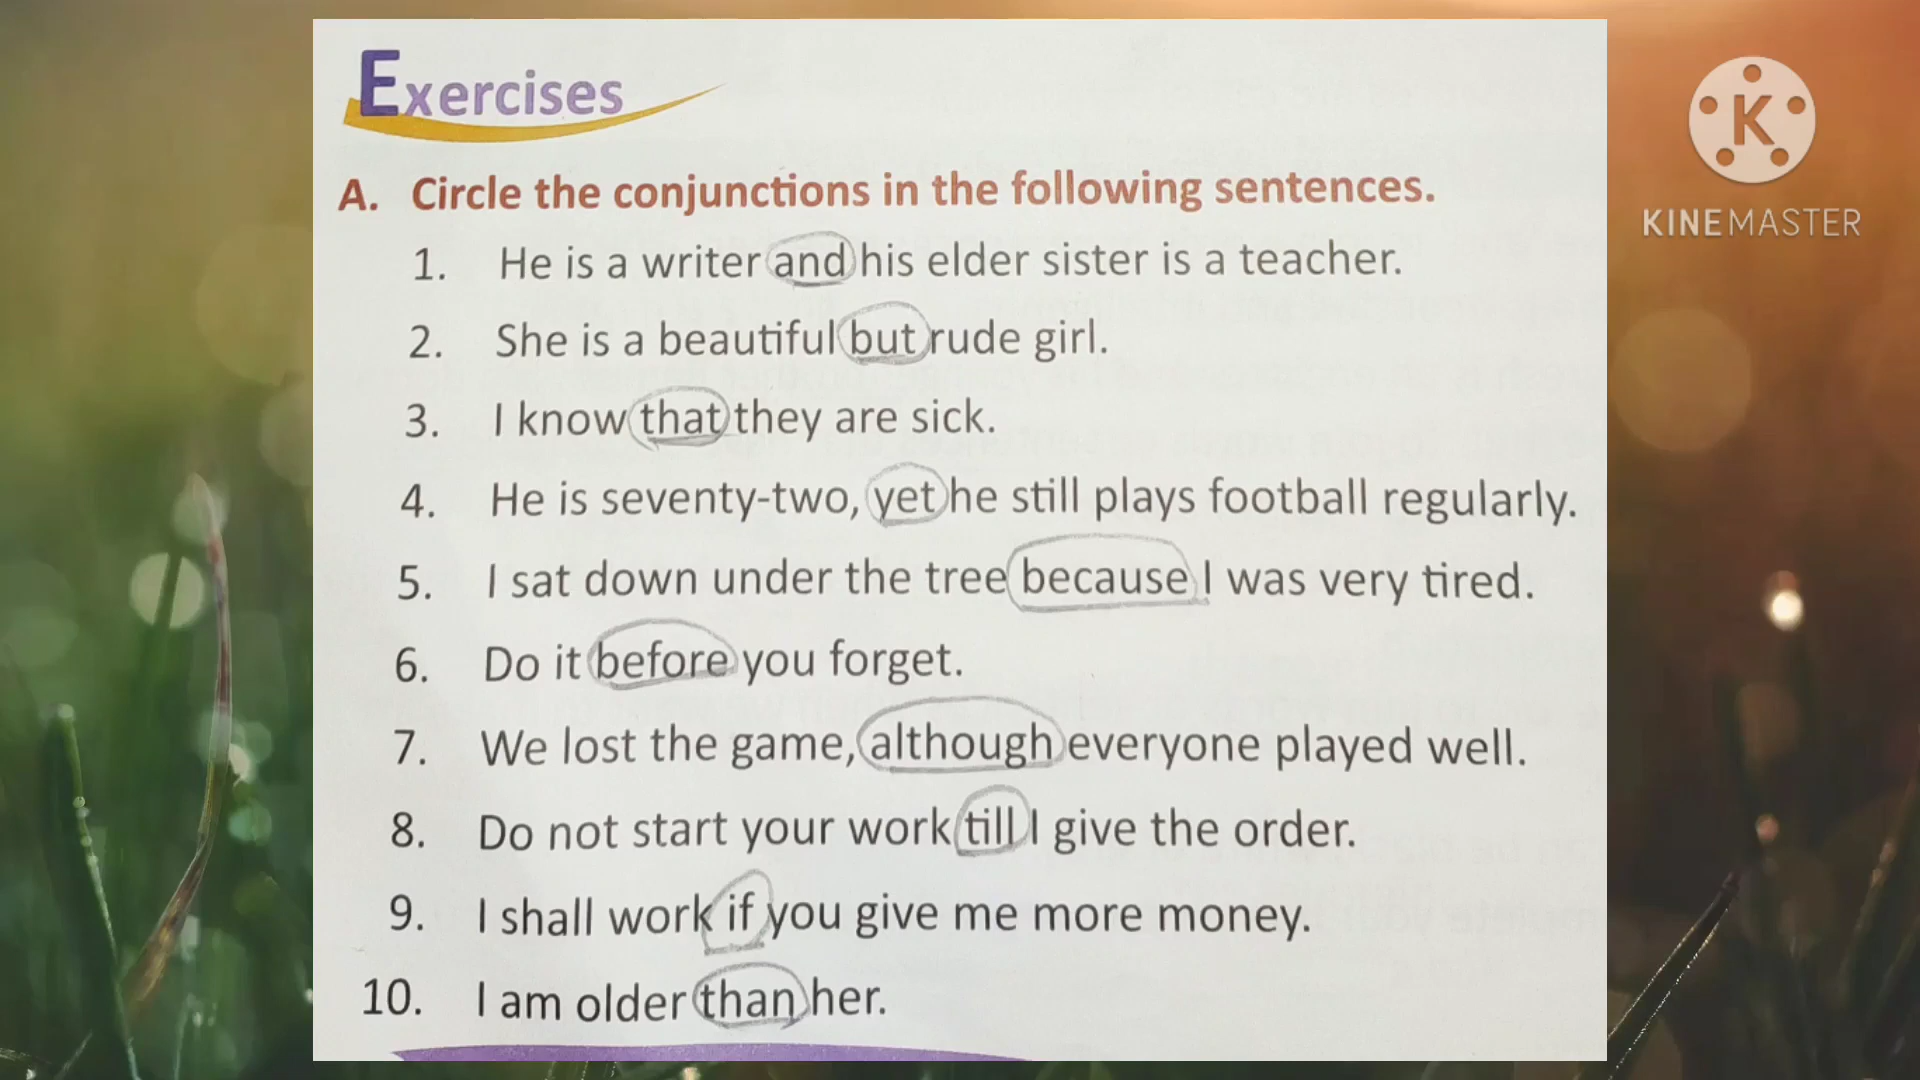 Exercises
A. Circle the conjunctions in the following sentences.
1. He is a writer and his elder sister is a teacher.
2. She is a beautiful but rude girl.
3. I know that they are sick.
4. He is seventy-two, yet he still plays football regularly.
5. I sat down under the tree because I was very tired.
6. Do it before you forget.
7. We lost the game, although everyone played well.
8. Do not start your work till I give the order.
9. I shall work if you give me more money.
10. I am older than her.
K
KINEMASTER